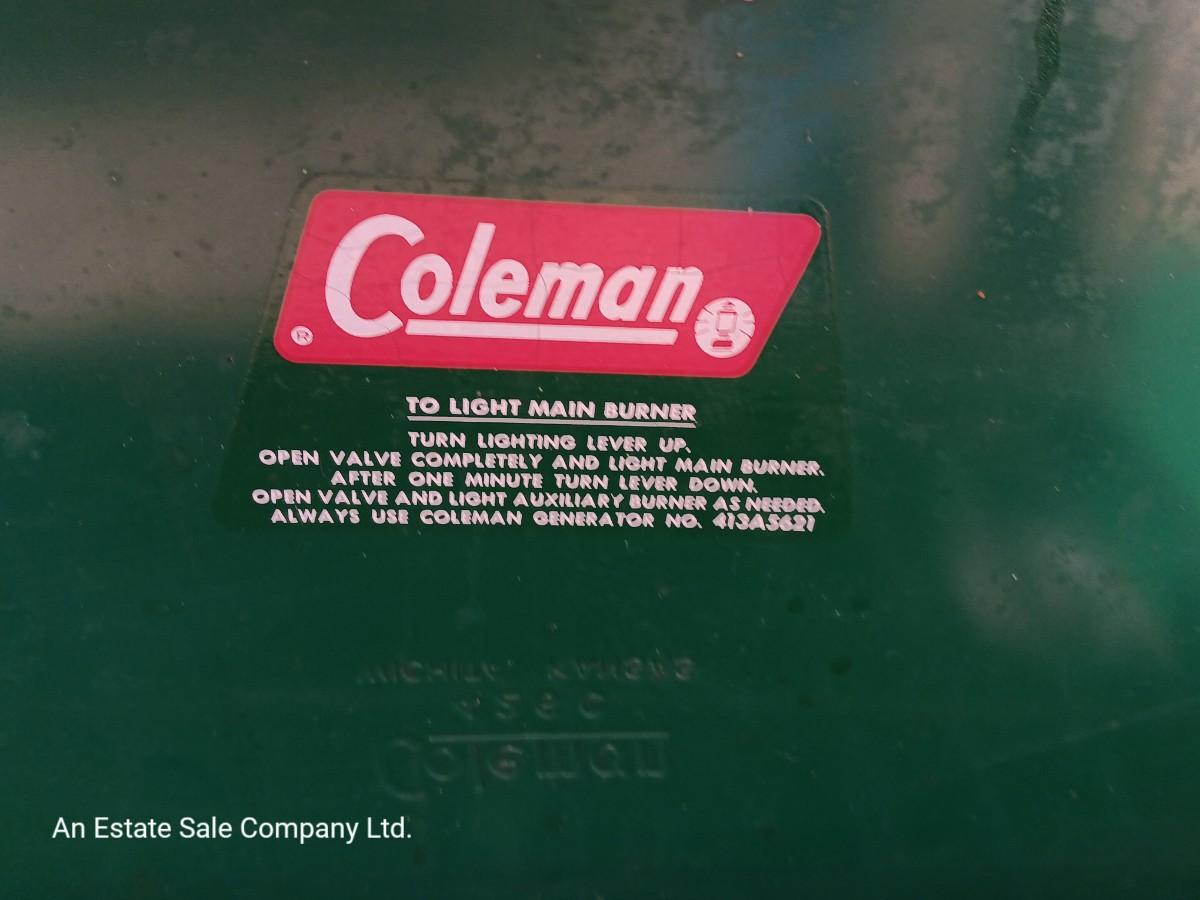 Coleman
®
TO LIGHT MAIN BURNER
TURN LIGHTING LEVER UP.
OPEN VALVE COMPLETELY AND LIGHT MAIN BURNER.
AFTER ONE MINUTE TURN LEVER DOWN.
OPEN VALVE AND LIGHT AUXILIARY BURNER AS NEEDED.
ALWAYS USE COLEMAN GENERATOR NO. 413A5621
Coleman
An Estate Sale Company Ltd.